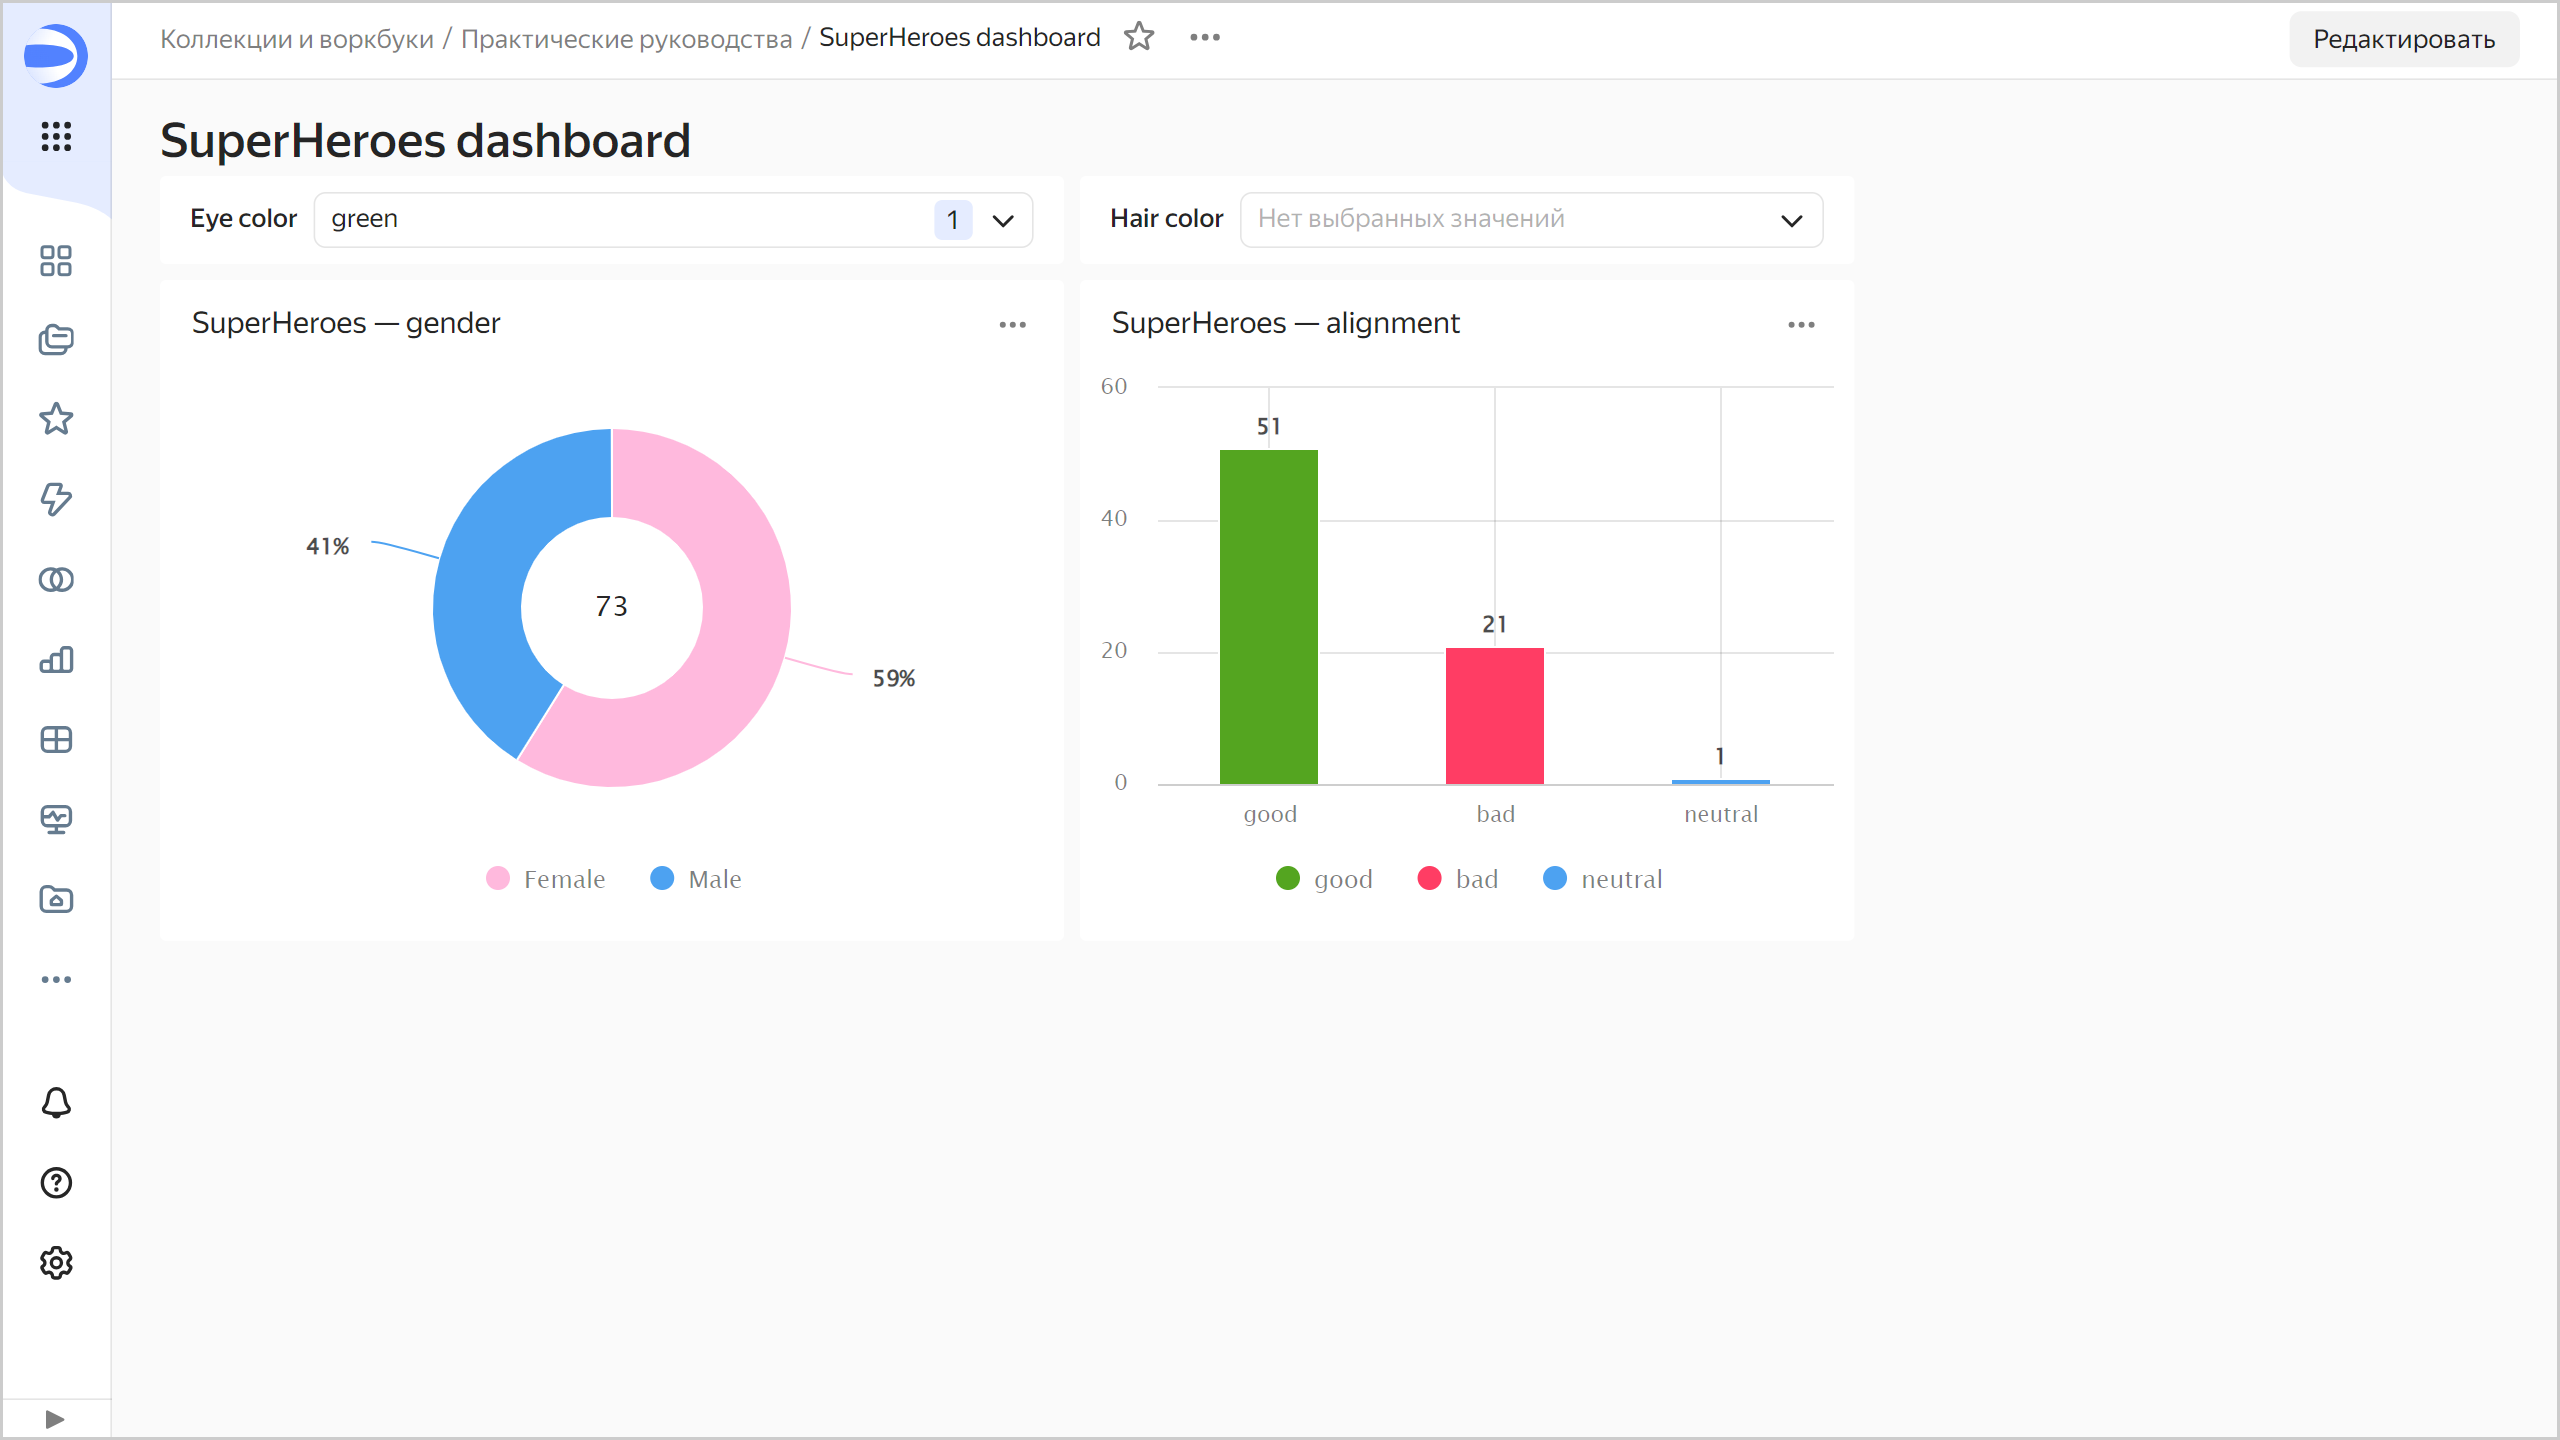 Коллекции и воркбуки / Практические руководства / SuperHeroes dashboard
Редактировать
SuperHeroes dashboard
Eye color green 1
Hair color Нет выбранных значений
SuperHeroes — gender
41%
73
59%
Female Male
SuperHeroes — alignment
60
51
40
21
20
1
0
good bad neutral
good bad neutral